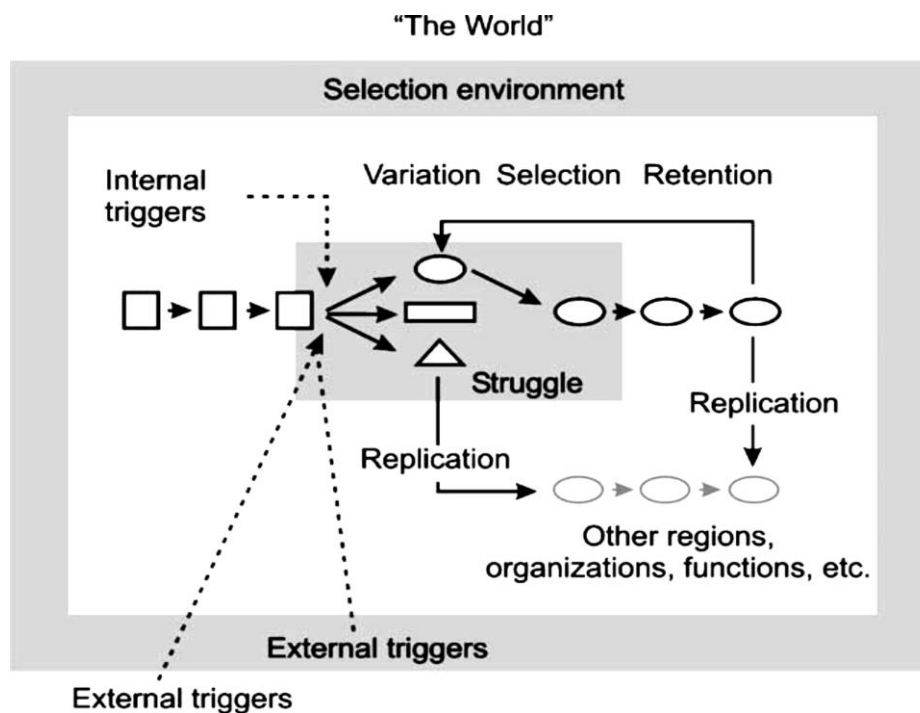 “The World”
Selection environment
Internal
triggers
Variation Selection Retention
Struggle
Replication
Replication
Other regions,
organizations, functions, etc.
External triggers
External triggers